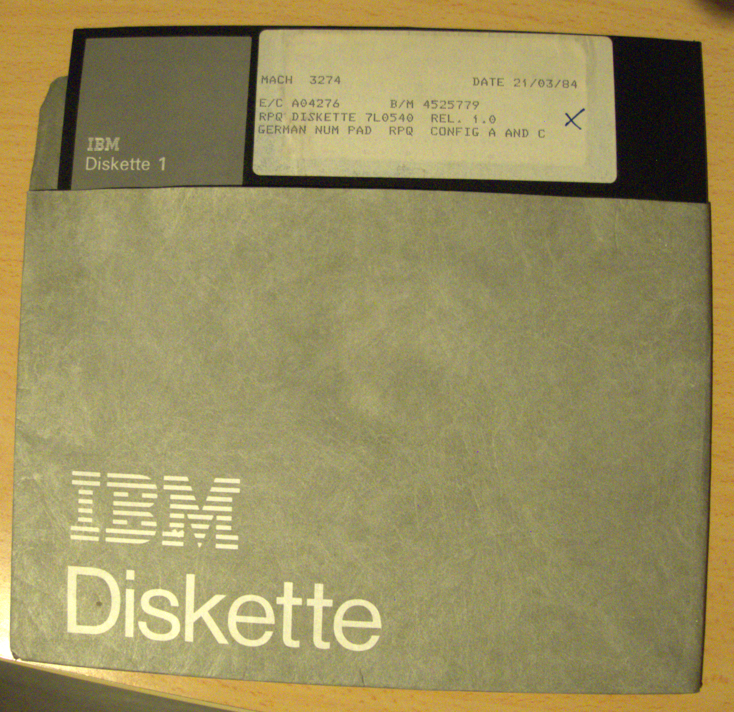 MACH 3274 DATE 21/03/84
E/C A04276 B/M 4525779
RPQ DISKETTE 7L0540 REL. 1.0
GERMAN NUM PAD RPQ CONFIG A AND C
X
IBM
Diskette 1
IBM
Diskette